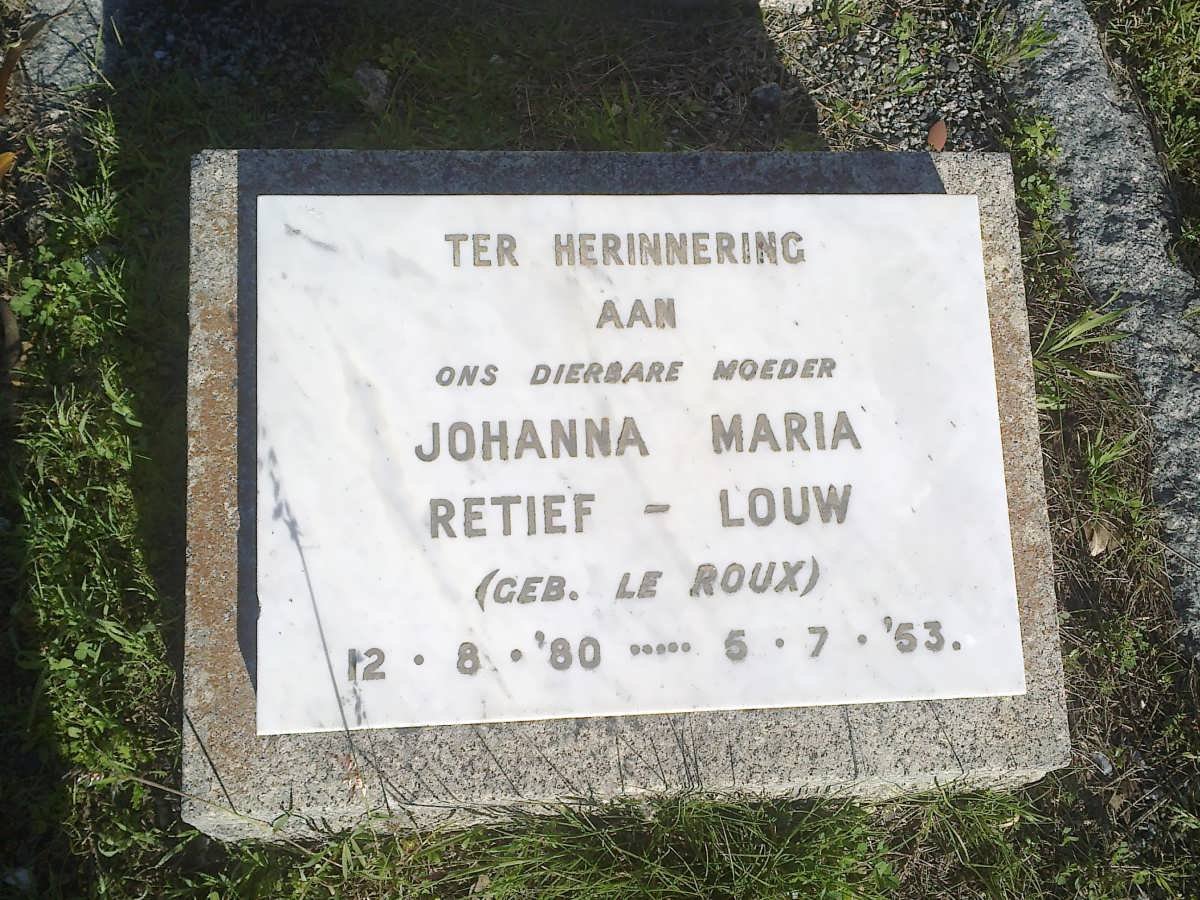 TER HERINNERING
AAN
ONS DIERBARE MOEDER
JOHANNA MARIA
RETIEF - LOUW
(GEB. LE ROUX)
12 · 8 · '80 ····· 5 · 7 · '53.